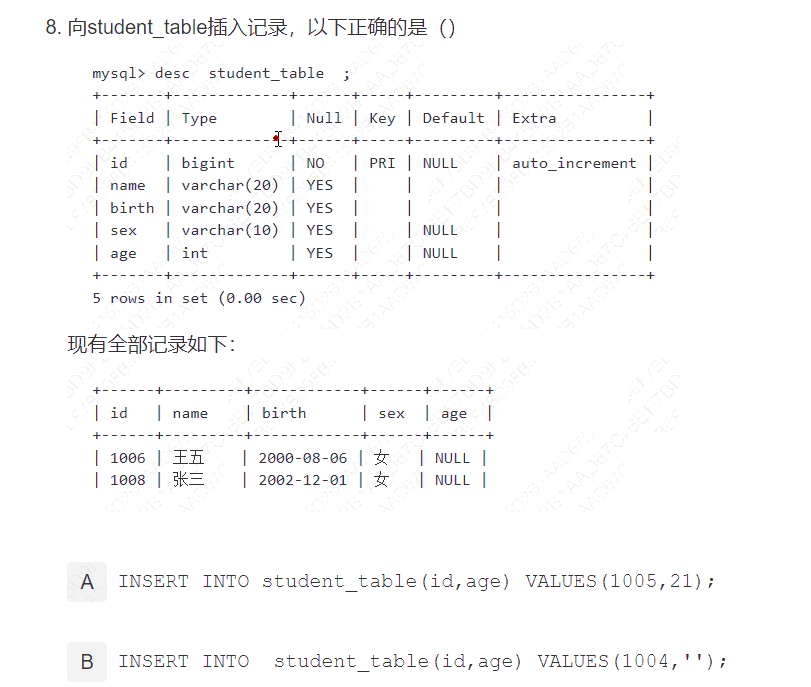 8. 向student_table插入记录，以下正确的是（）
mysql> desc  student_table  ;
+-------+-------------+------+-----+---------+----------------+
| Field | Type        | Null | Key | Default | Extra          |
+-------+-------------+------+-----+---------+----------------+
| id    | bigint      | NO   | PRI | NULL    | auto_increment |
| name  | varchar(20) | YES  |     |         |                |
| birth | varchar(20) | YES  |     |         |                |
| sex   | varchar(10) | YES  |     | NULL    |                |
| age   | int         | YES  |     | NULL    |                |
+-------+-------------+------+-----+---------+----------------+
5 rows in set (0.00 sec)
现有全部记录如下：
+------+---------+------------+------+------+
| id   | name    | birth      | sex  | age  |
+------+---------+------------+------+------+
| 1006 | 王五    | 2000-08-06 | 女   | NULL |
| 1008 | 张三    | 2002-12-01 | 女   | NULL |
A INSERT INTO student_table(id,age) VALUES(1005,21);
B INSERT INTO  student_table(id,age) VALUES(1004,'');